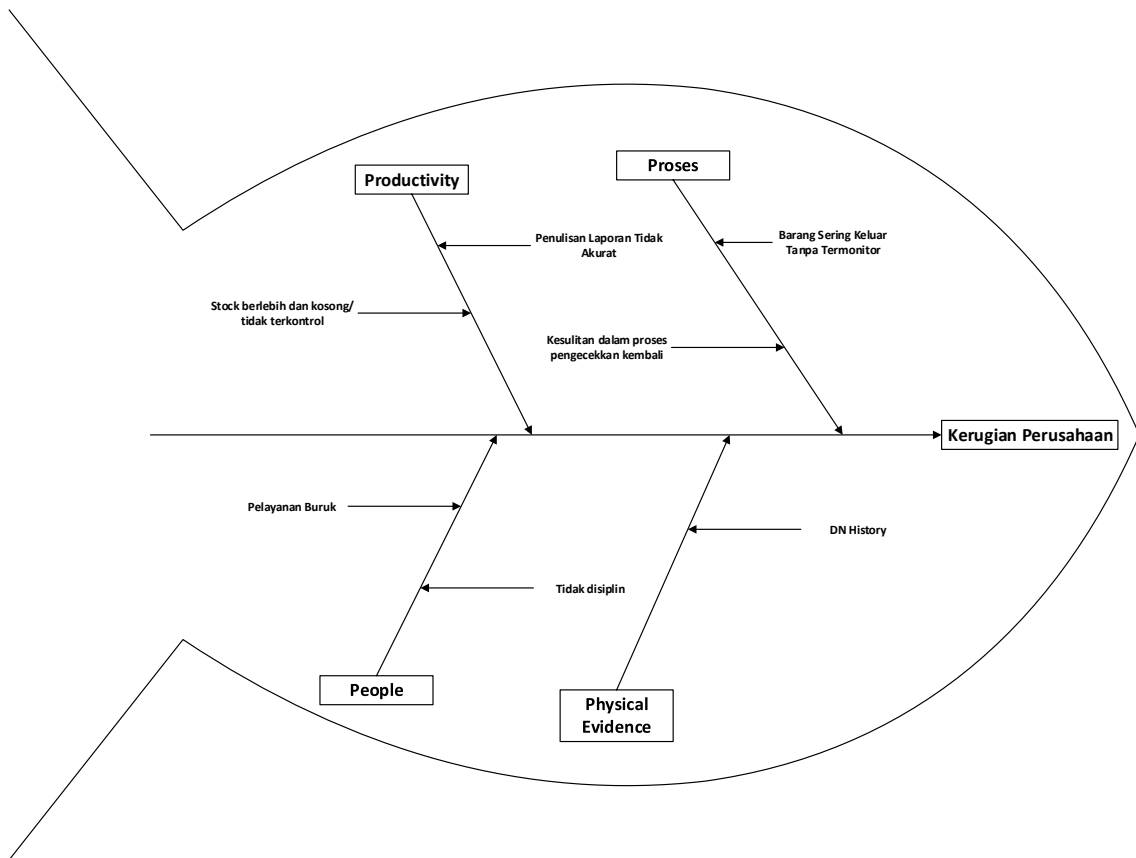 Productivity
Proses
Penulisan Laporan Tidak
Akurat
Barang Sering Keluar
Tanpa Termonitor
Stock berlebih dan kosong/
tidak terkontrol
Kesulitan dalam proses
pengecekkan kembali
Kerugian Perusahaan
Pelayanan Buruk
DN History
Tidak disiplin
People
Physical
Evidence